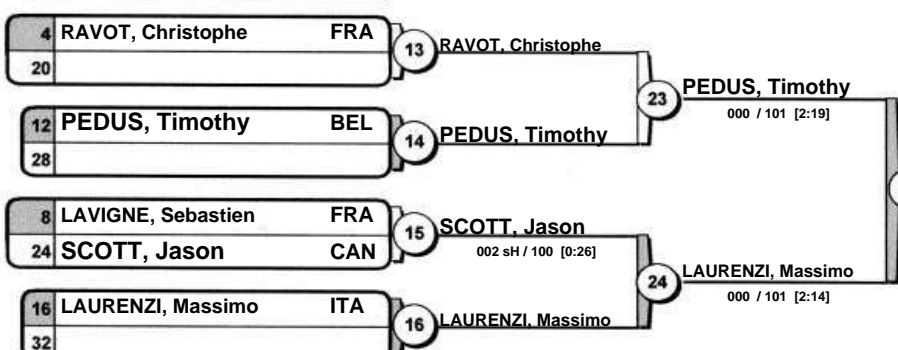 4 RAVOT, Christophe FRA
20
13 RAVOT, Christophe
12 PEDUS, Timothy BEL
28
14 PEDUS, Timothy
23 PEDUS, Timothy
000 / 101 [2:19]
8 LAVIGNE, Sebastien FRA
24 SCOTT, Jason CAN
15 SCOTT, Jason
002 sH / 100 [0:26]
16 LAURENZI, Massimo ITA
32
16 LAURENZI, Massimo
24 LAURENZI, Massimo
000 / 101 [2:14]